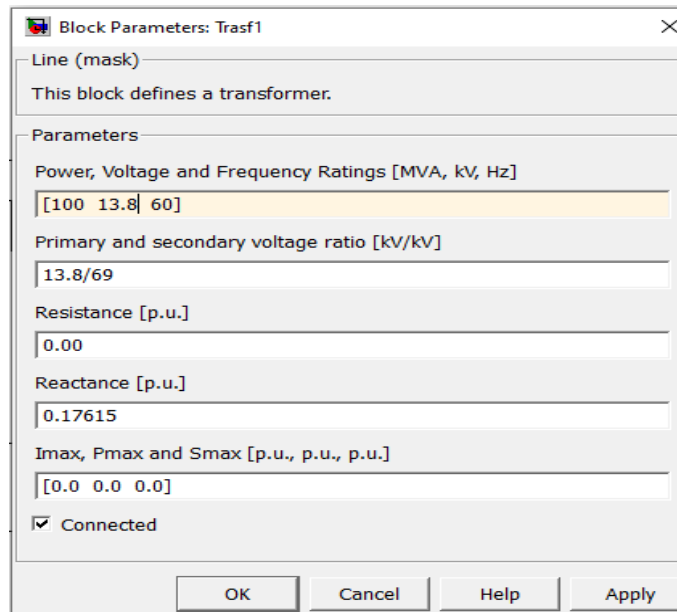 Block Parameters: Trasf1
Line (mask)
This block defines a transformer.
Parameters
Power, Voltage and Frequency Ratings [MVA, kV, Hz]
[100 13.8 60]
Primary and secondary voltage ratio [kV/kV]
13.8/69
Resistance [p.u.]
0.00
Reactance [p.u.]
0.17615
Imax, Pmax and Smax [p.u., p.u., p.u.]
[0.0 0.0 0.0]
Connected
OK Cancel Help Apply